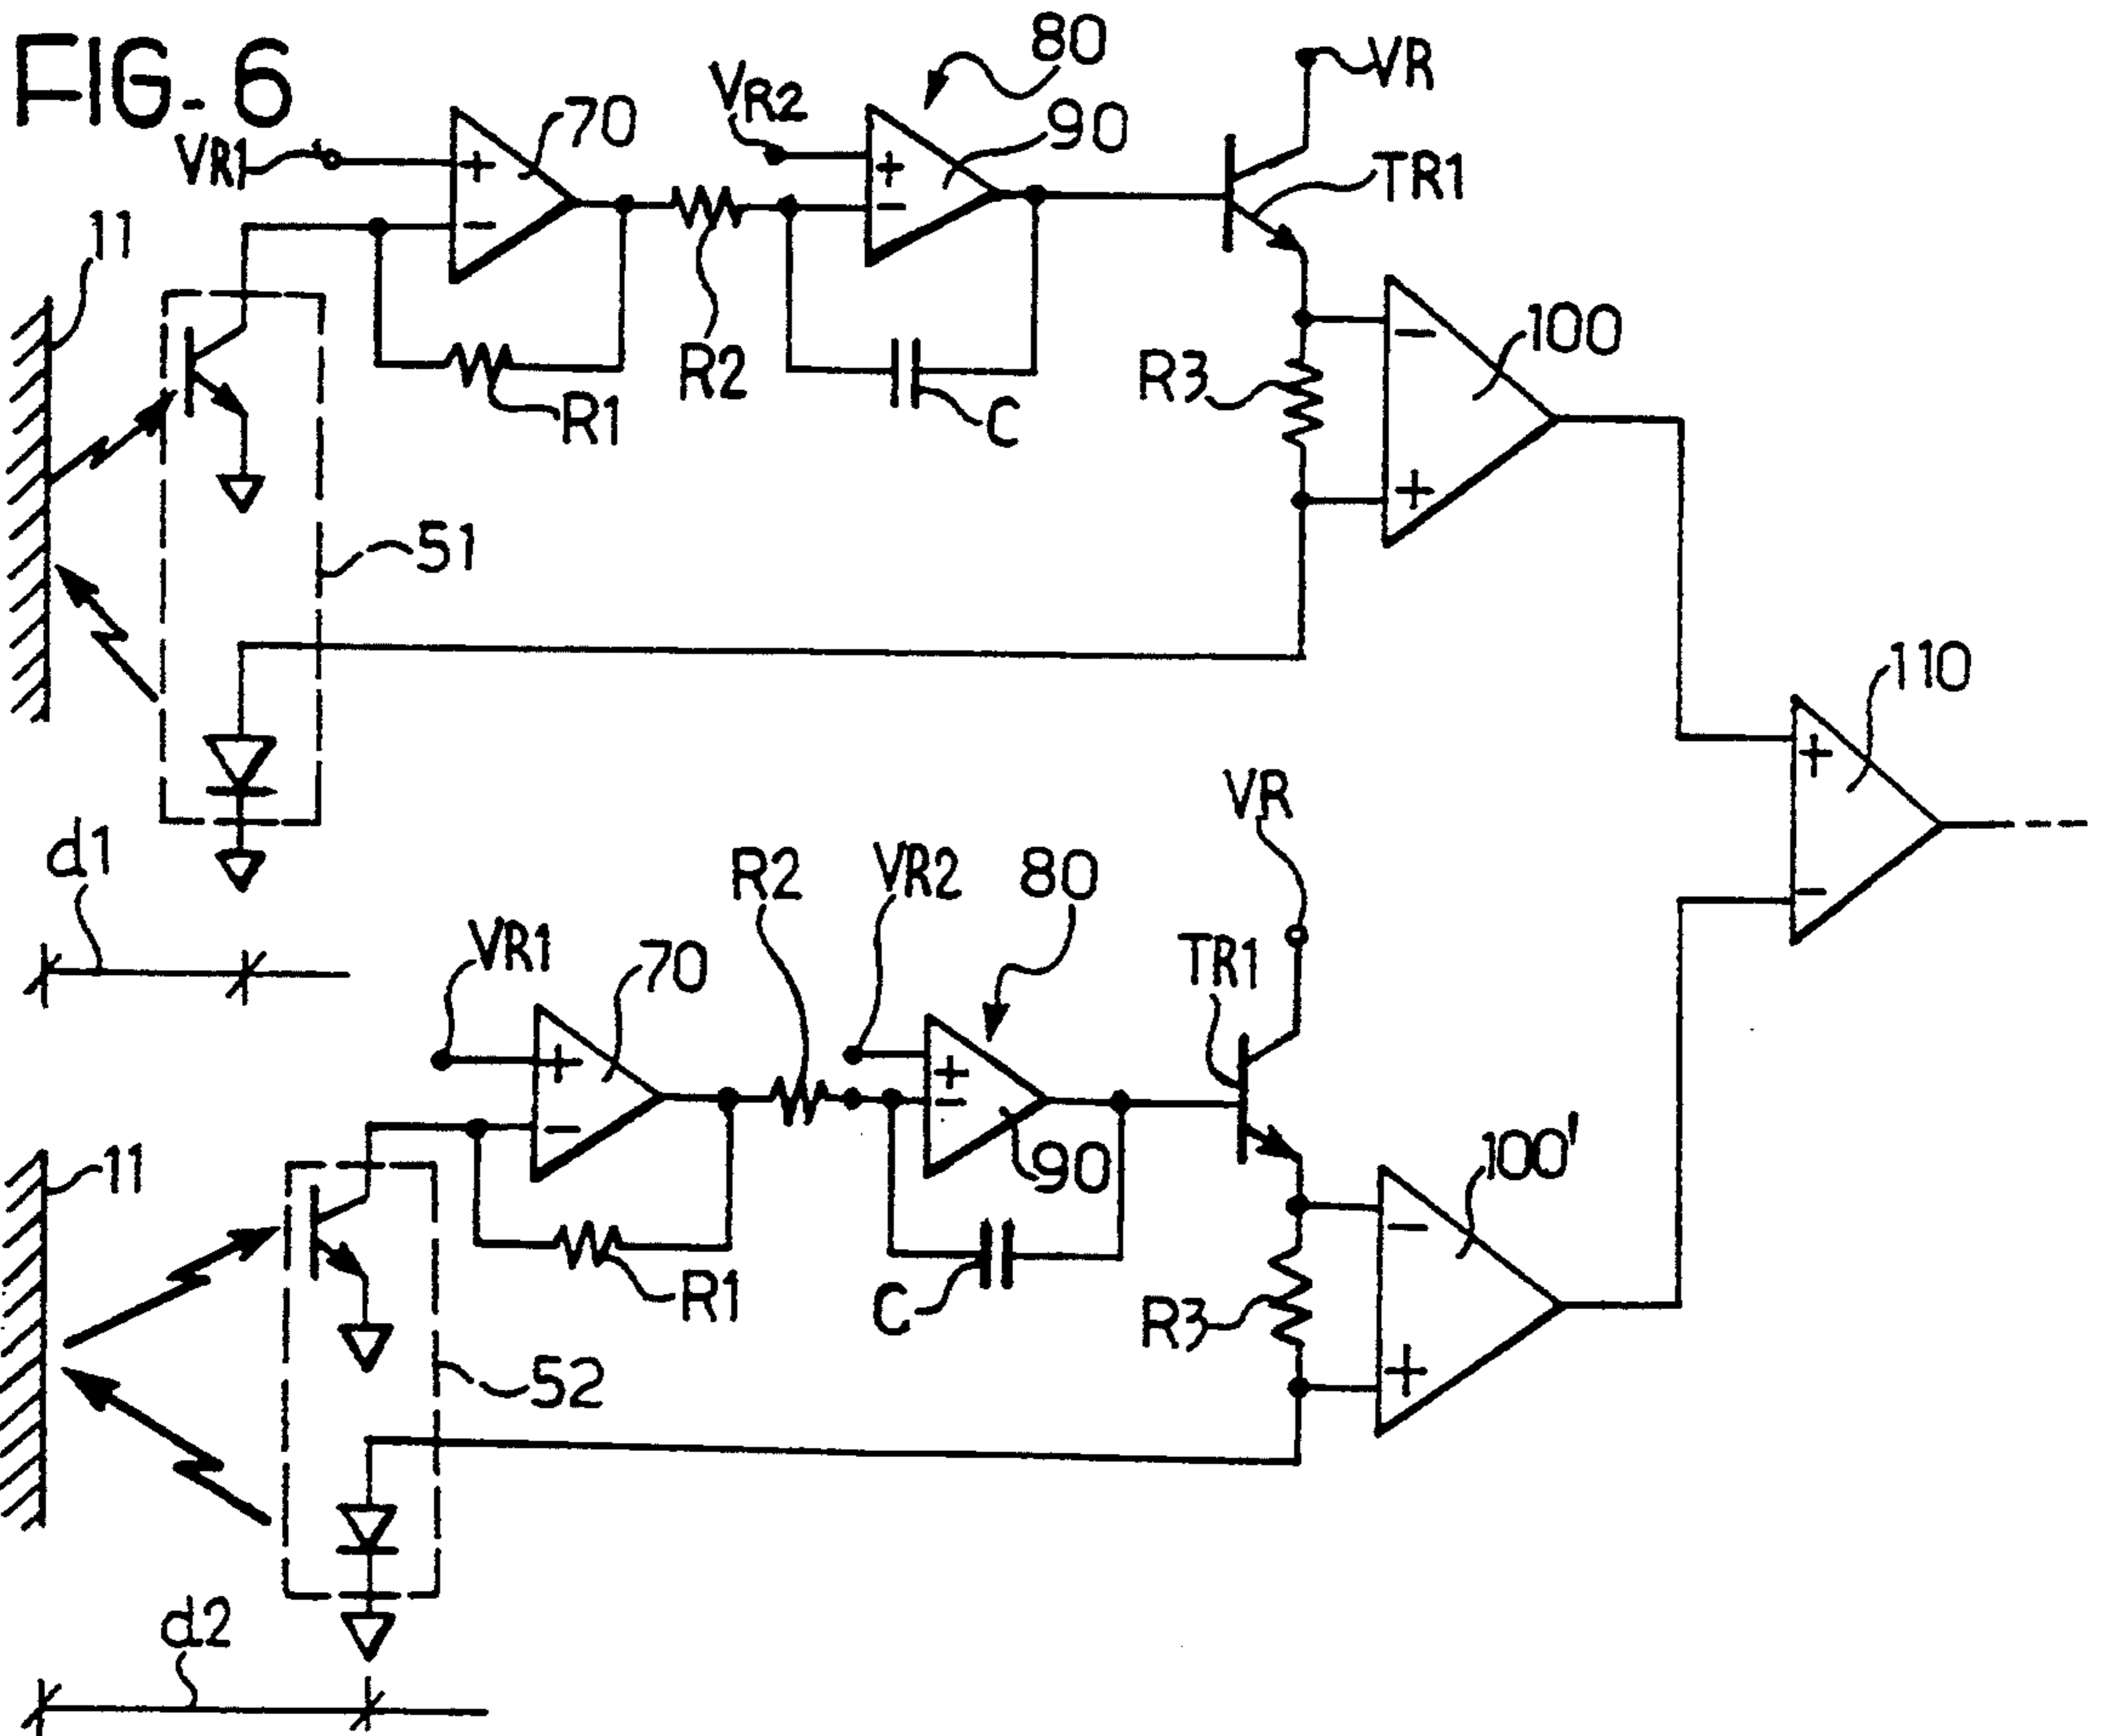 FIG. 6
80
VR
VR2
90
70
VR1
+
+
TR1
11
-
-
100
-
R3
R2
R1
C
+
51
110
+
VR
d1
R2
VR2
80
-
VR1
70
TR1
+
+
-
100'
11
-
90
-
R1
C
R3
+
52
d2